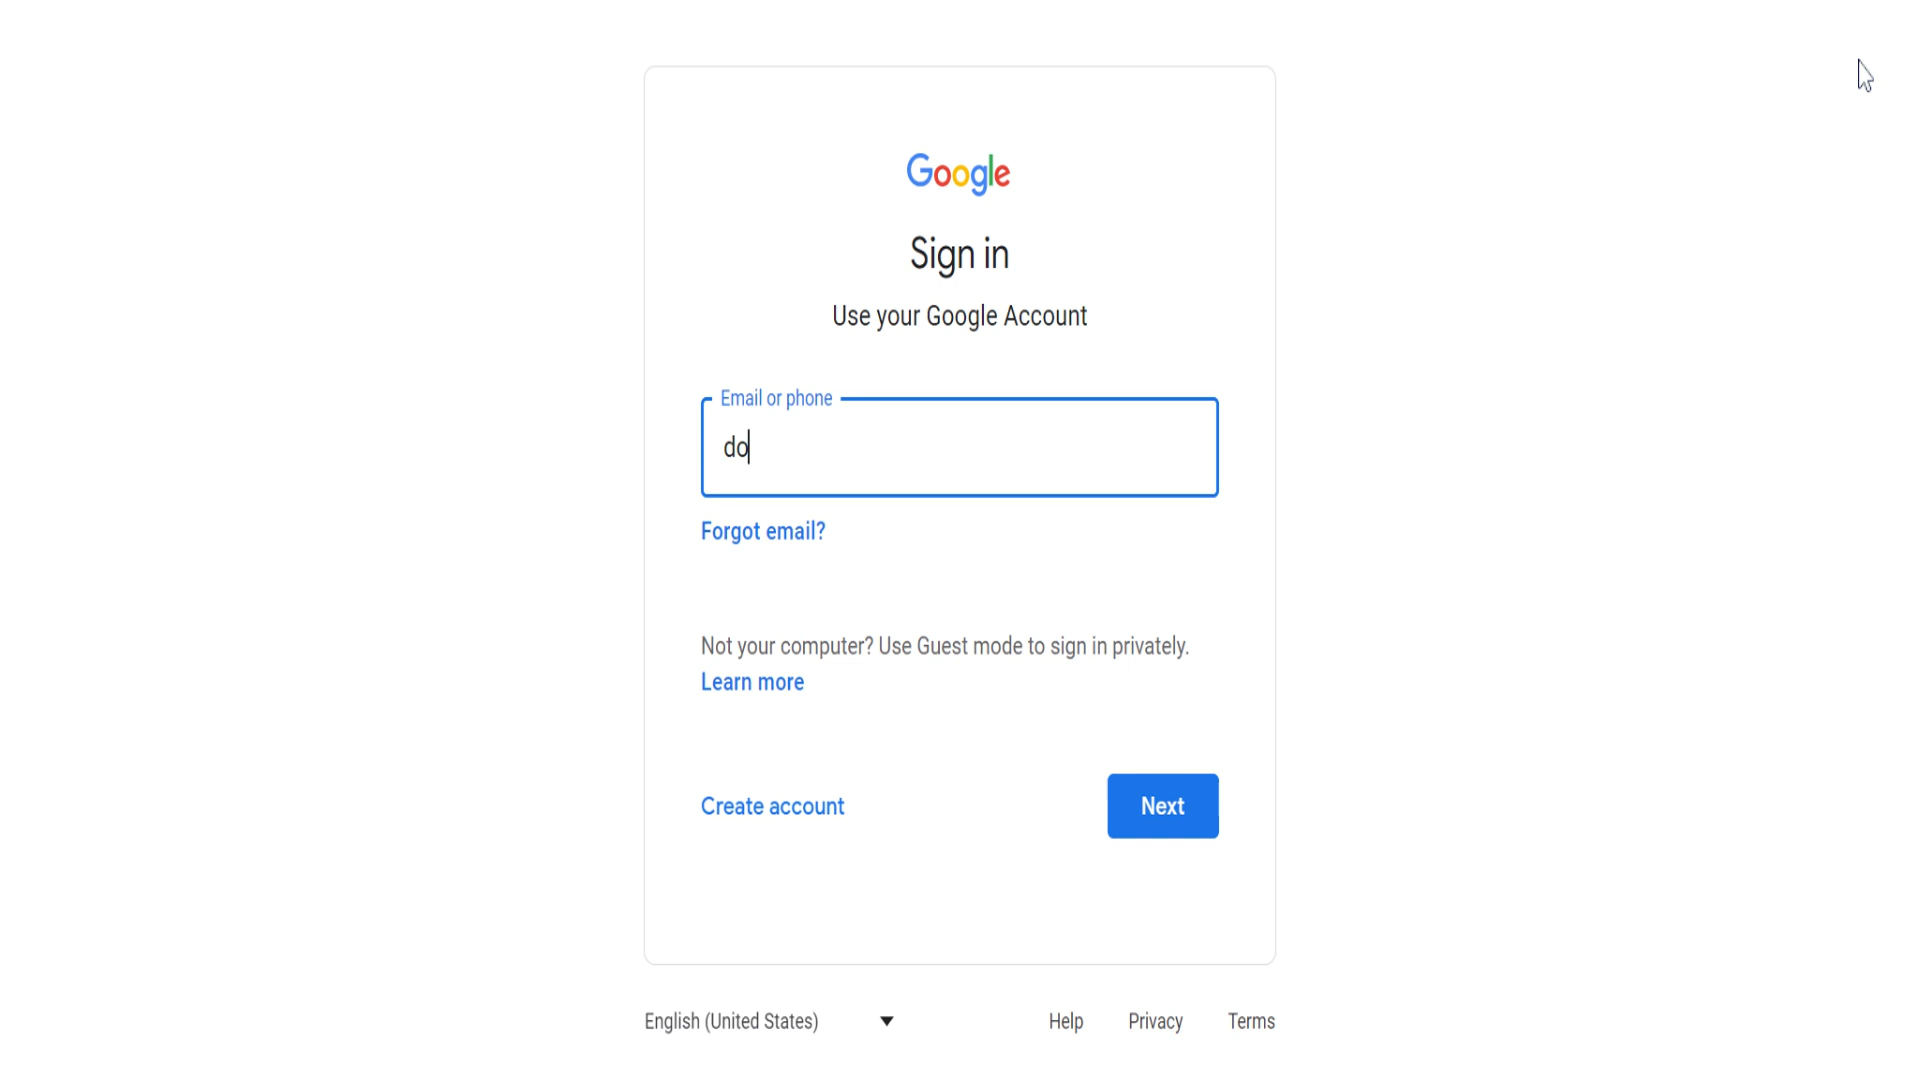 Google
Sign in
Use your Google Account
Email or phone
do
Forgot email?
Not your computer? Use Guest mode to sign in privately.
Learn more
Create account
Next
English (United States)
Help
Privacy
Terms